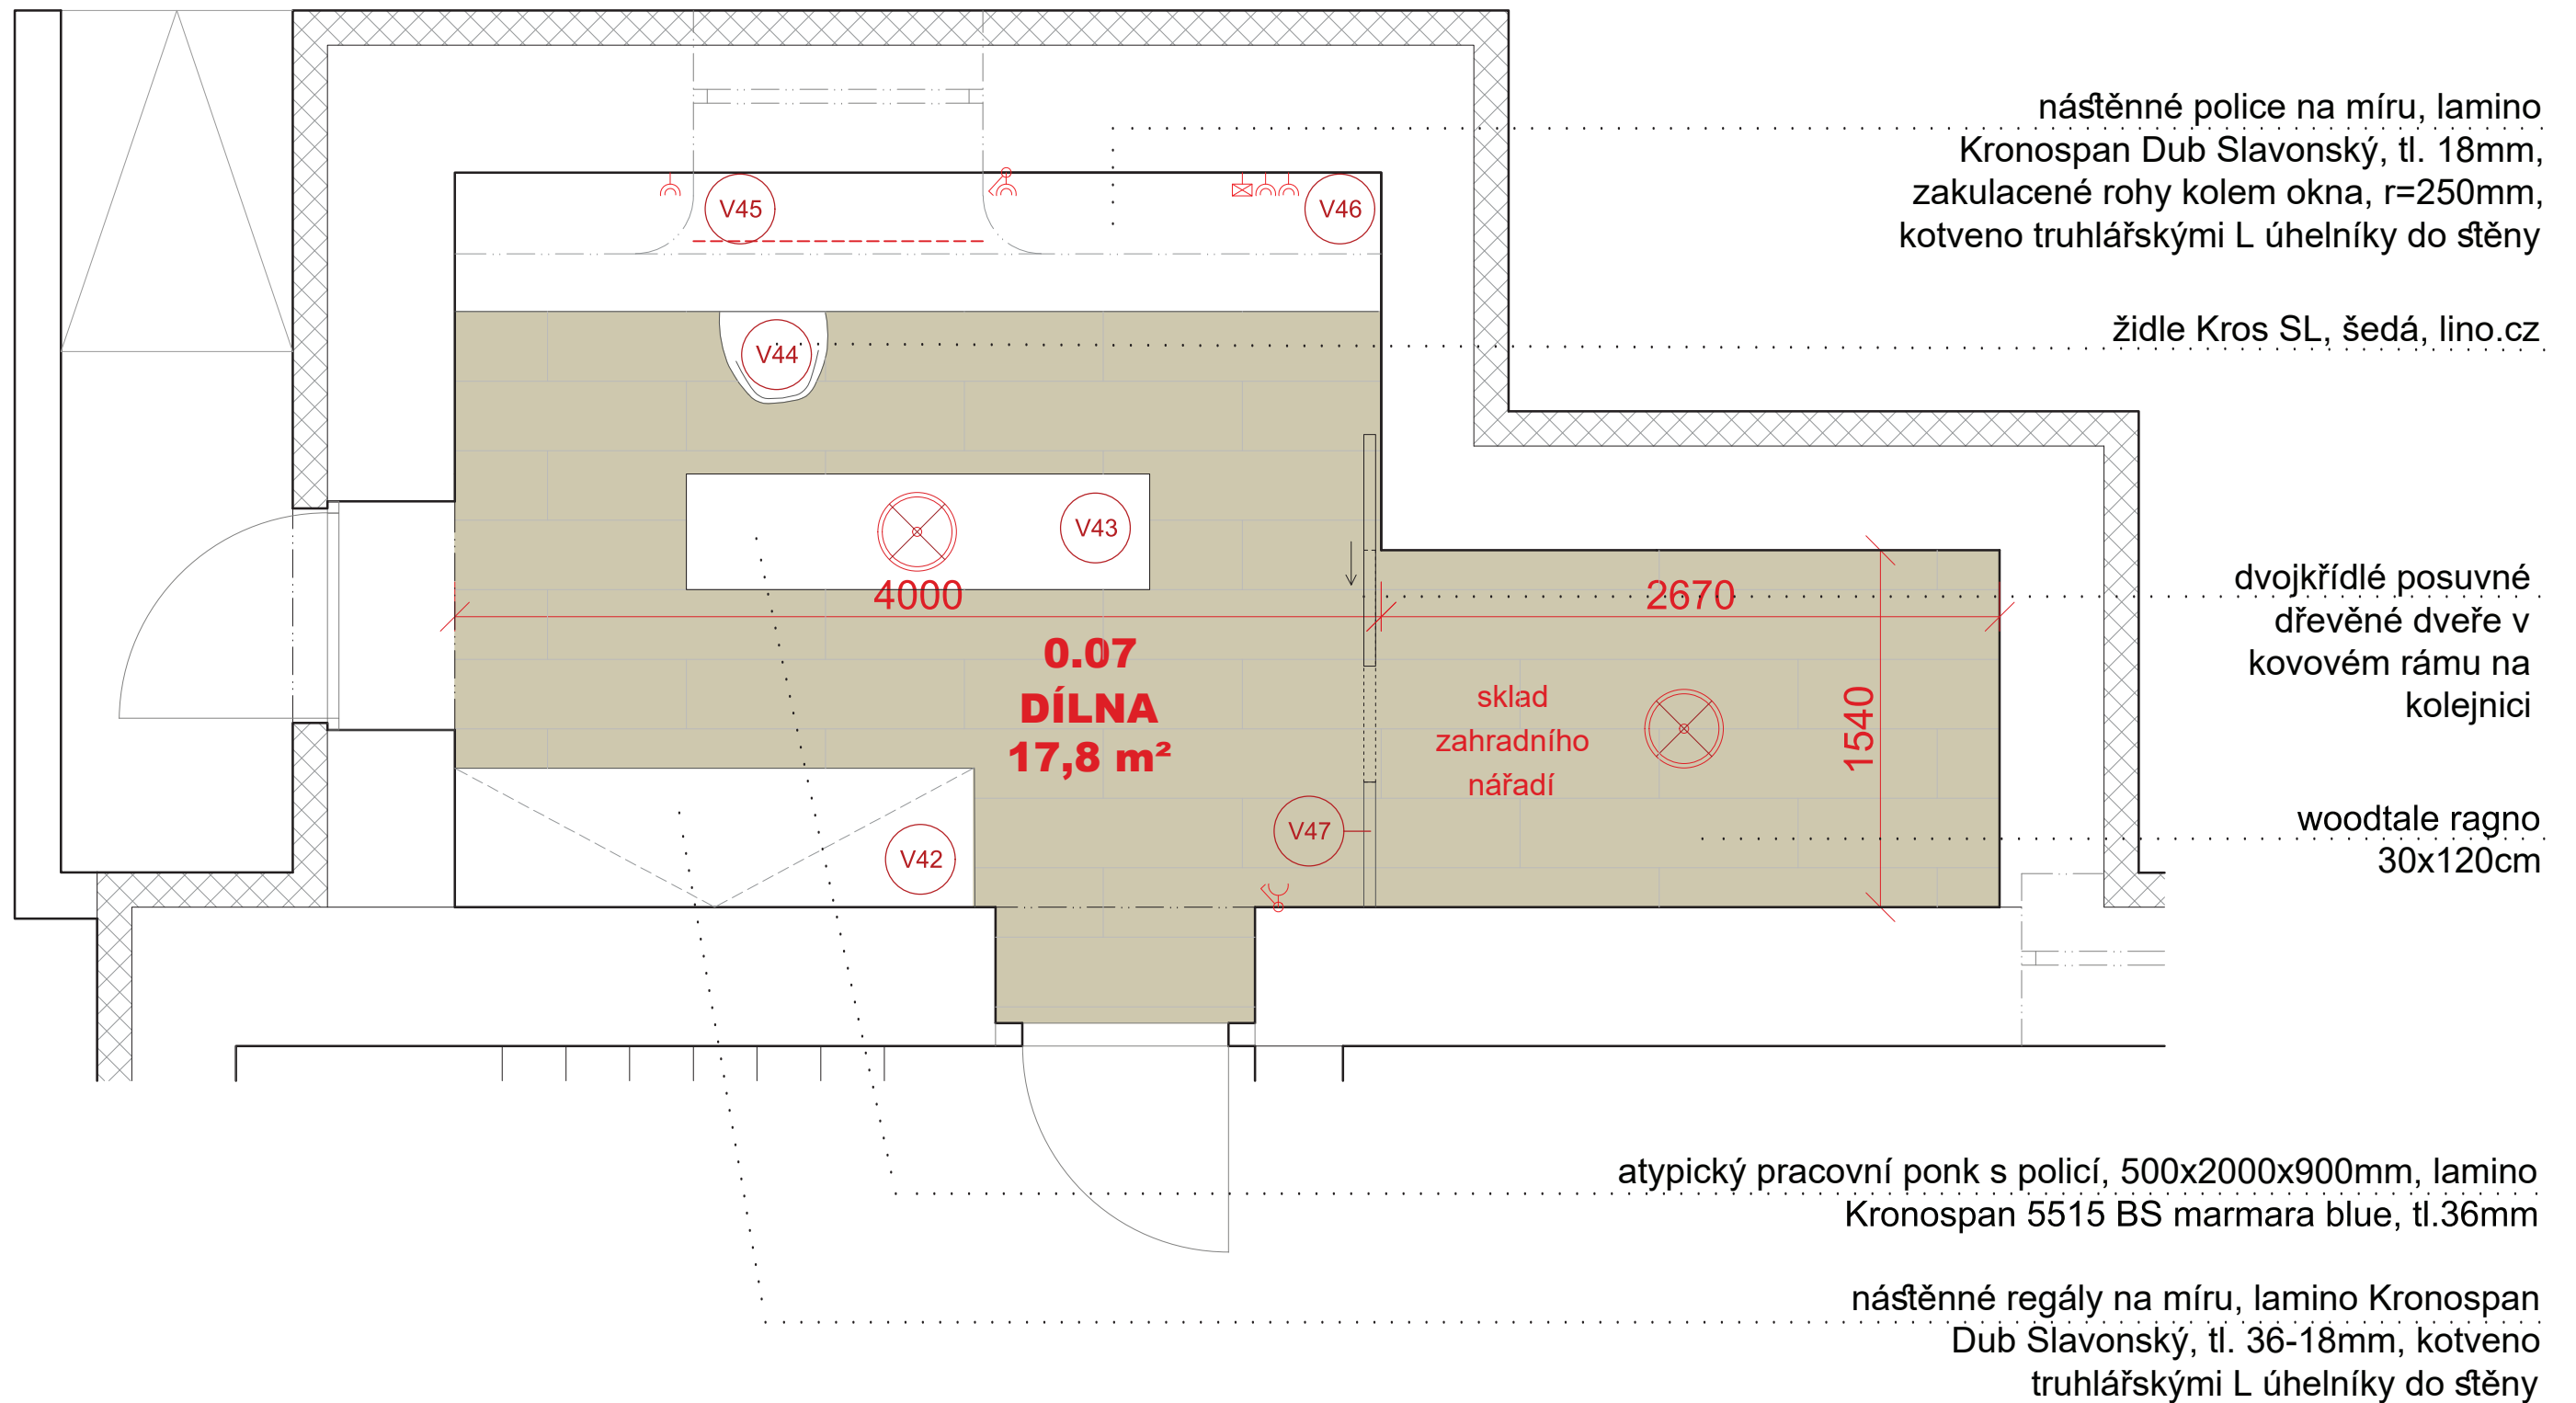 nástěnné police na míru, lamino
Kronospan Dub Slavonský, tl. 18mm,
zakulacené rohy kolem okna, r=250mm,
kotveno truhlářskými L úhelníky do stěny
V45
V46
židle Kros SL, šedá, lino.cz
V44
V43
dvojkřídlé posuvné
dřevěné dveře v
kovovém rámu na
kolejnici
4000
2670
0.07
DÍLNA
17,8 m²
sklad
zahradního
nářadí
1540
V47
V42
woodtale ragno
30x120cm
atypický pracovní ponk s policí, 500x2000x900mm, lamino
Kronospan 5515 BS marmara blue, tl.36mm
nástěnné regály na míru, lamino Kronospan
Dub Slavonský, tl. 36-18mm, kotveno
truhlářskými L úhelníky do stěny